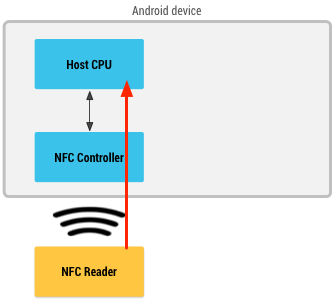 Android device
Host CPU
NFC Controller
NFC Reader